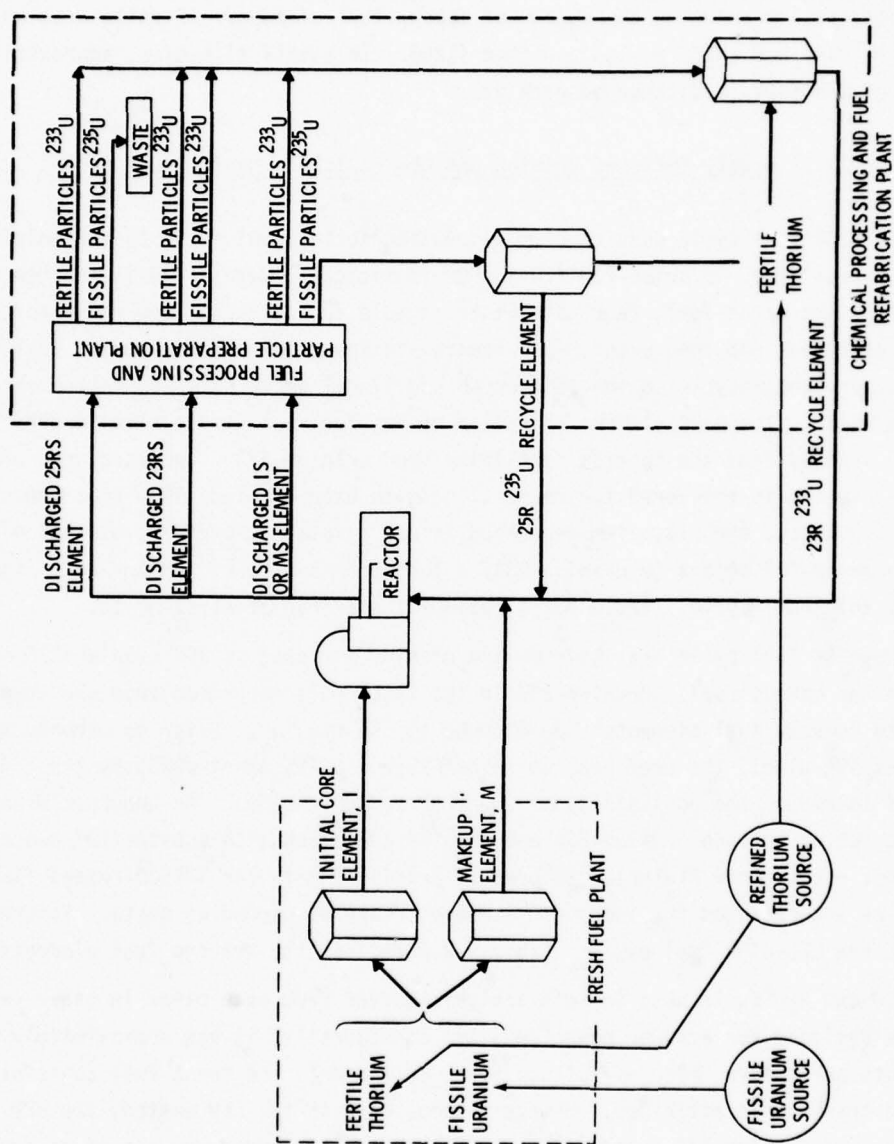 DISCHARGED 25RS
ELEMENT
DISCHARGED 23RS
ELEMENT
DISCHARGED IS
OR MS ELEMENT
FUEL PROCESSING AND
PARTICLE PREPARATION PLANT
FERTILE PARTICLES ²³³U
FISSILE PARTICLES ²³⁵U
WASTE
FERTILE PARTICLES ²³³U
FISSILE PARTICLES ²³³U
FERTILE PARTICLES ²³³U
FISSILE PARTICLES ²³⁵U
REACTOR
INITIAL CORE
ELEMENT, I
MAKEUP
ELEMENT, M
25R ²³⁵U RECYCLE ELEMENT
FERTILE
THORIUM
FISSILE
URANIUM
FRESH FUEL PLANT
FERTILE
THORIUM
23R ²³³U RECYCLE ELEMENT
CHEMICAL PROCESSING AND FUEL
REFABRICATION PLANT
FISSILE
URANIUM
SOURCE
REFINED
THORIUM
SOURCE